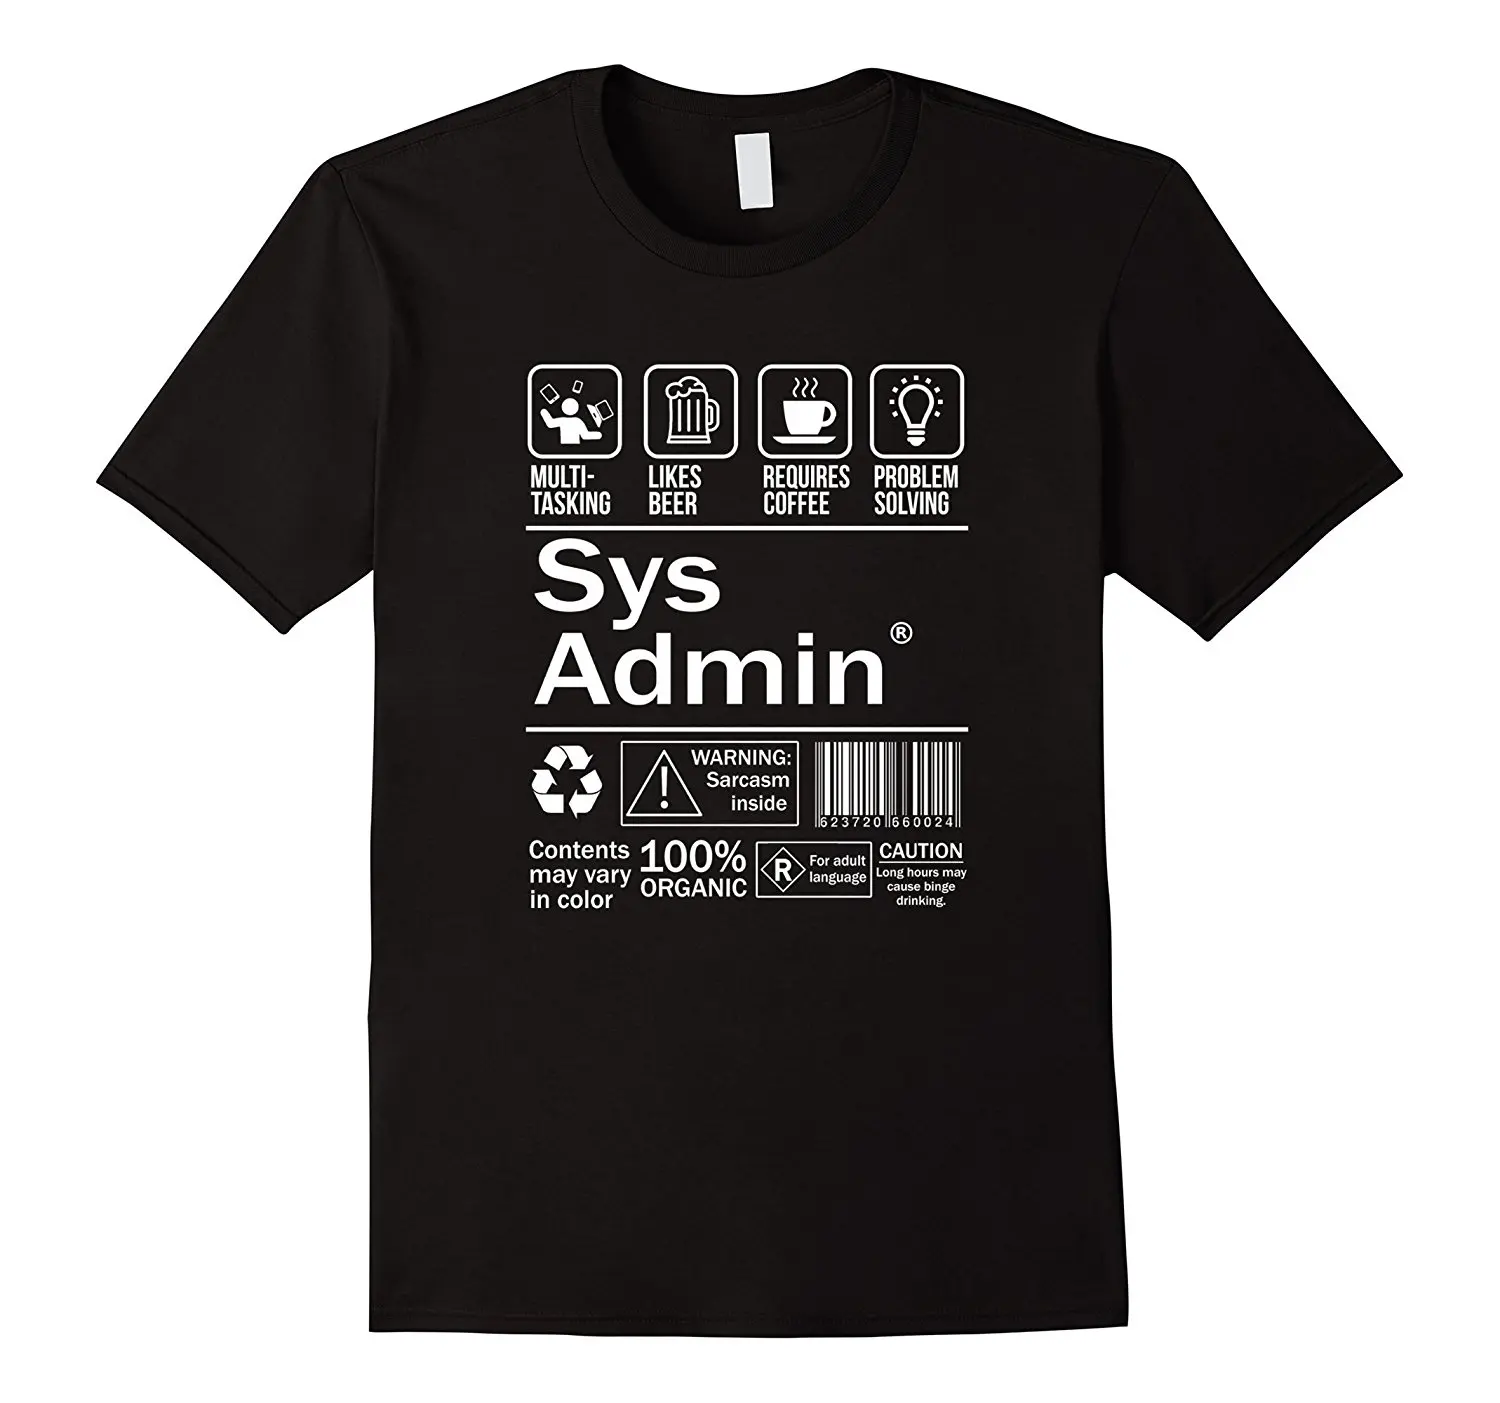 MULTI-
TASKING
LIKES
BEER
REQUIRES
COFFEE
PROBLEM
SOLVING
Sys
Admin®
WARNING:
Sarcasm
inside
623720 660024
Contents
may vary
in color
100%
ORGANIC
R
For adult
language
CAUTION
Long hours may
cause binge
drinking.